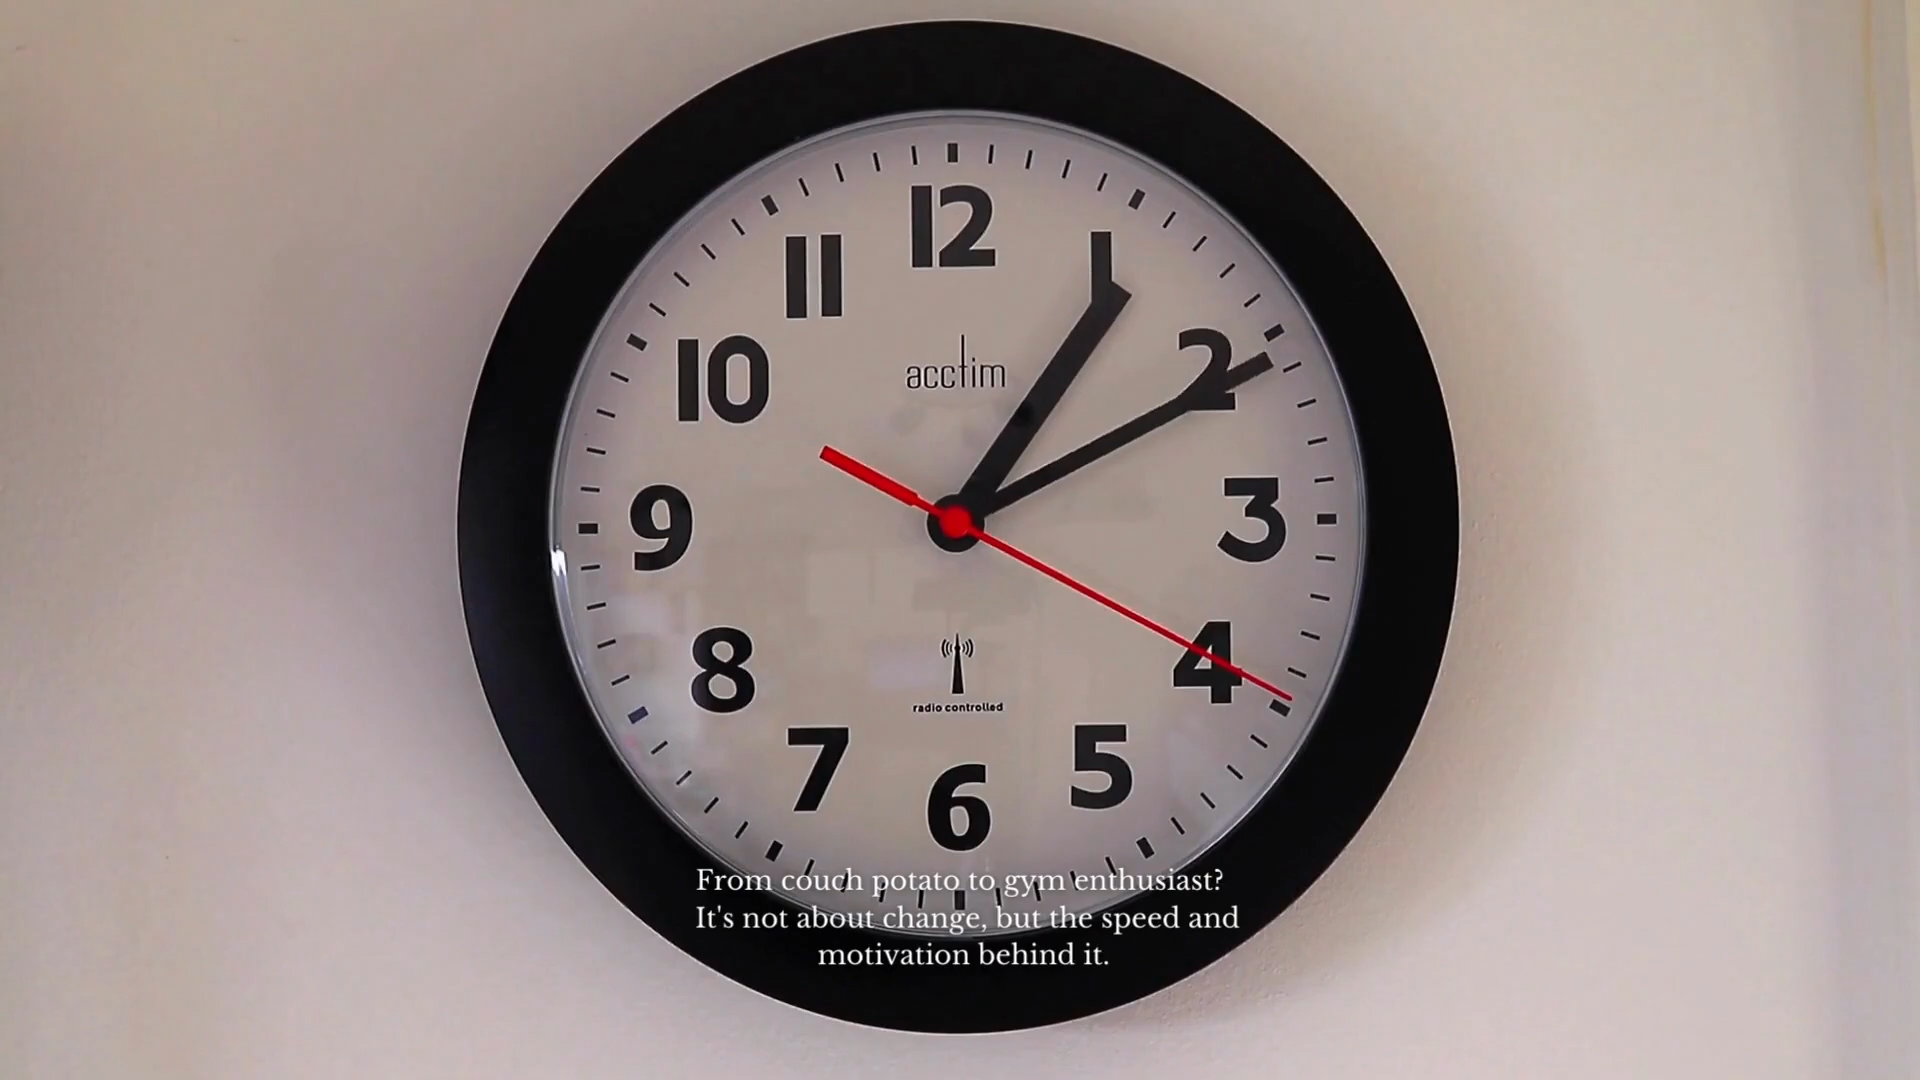 12
11
1
10
2
acctim
9
3
8
4
radio controlled
7
5
6
From couch potato to gym enthusiast?
It's not about change, but the speed and
motivation behind it.